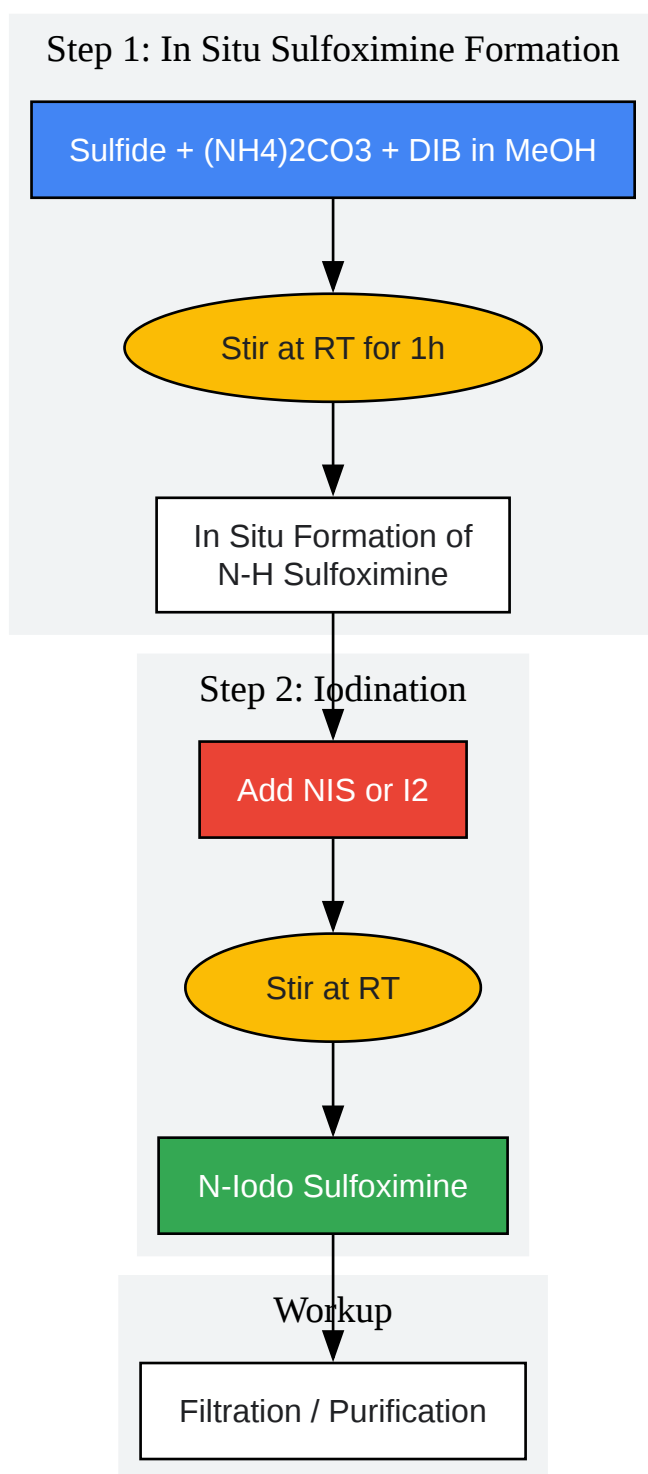 Step 1: In Situ Sulfoximine Formation
Sulfide + (NH4)2CO3 + DIB in MeOH
Stir at RT for 1h
In Situ Formation of
N-H Sulfoximine
Step 2: Iodination
Add NIS or I2
Stir at RT
N-Iodo Sulfoximine
Workup
Filtration / Purification